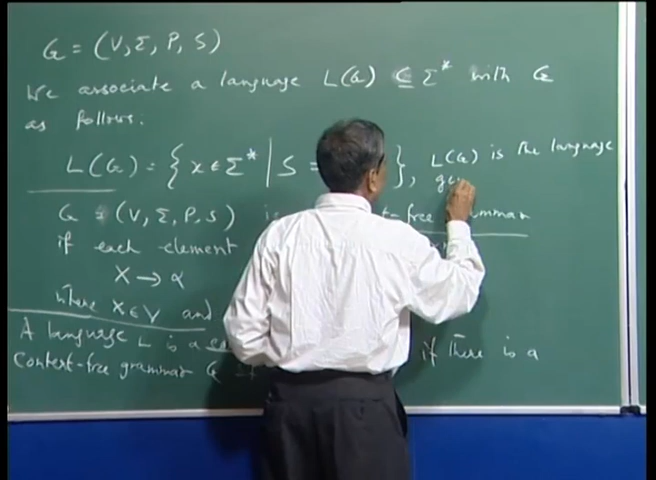 G = (V, Σ, P, S)
We associate a language L(G) ⊆ Σ* with G
as follows.
L(G) = { x ∈ Σ* | S = }, L(G) is the language
ge
G = (V, Σ, P, S) is free grammar
if each element
X → α
where X ∈ V and
A language L is a if there is a
Context-free grammar G